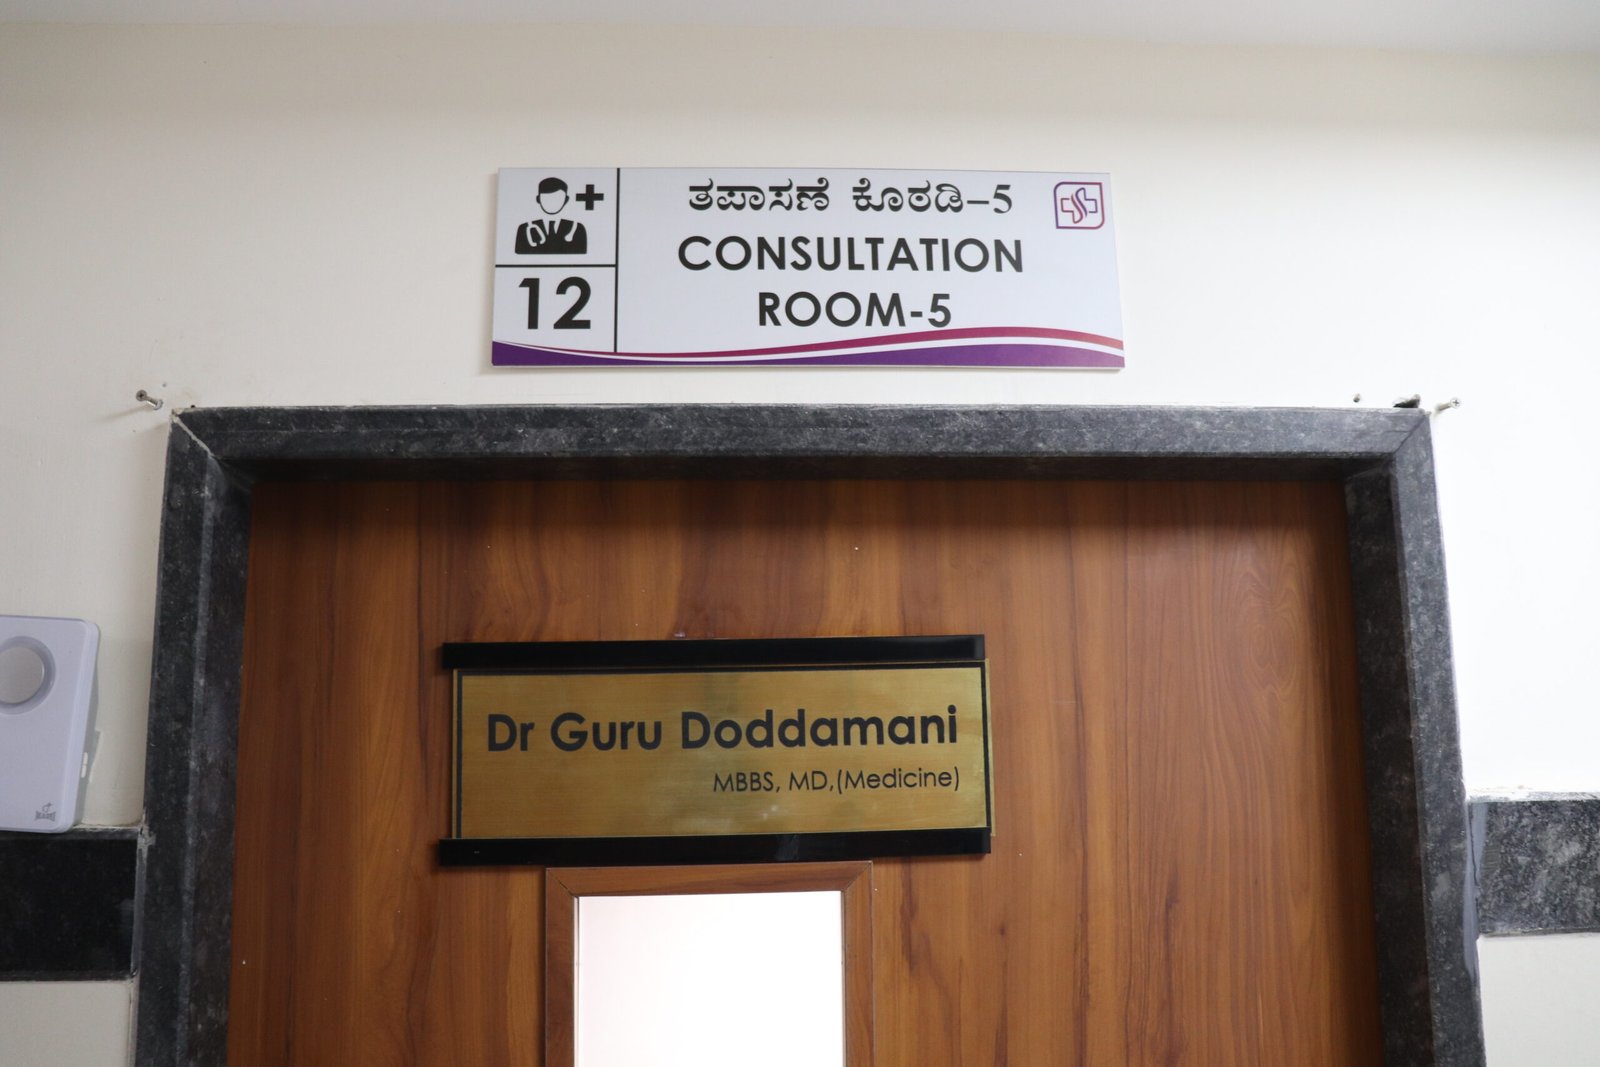 ತಪಾಸಣೆ ಕೊಠಡಿ-5
CONSULTATION
ROOM-5
12
Dr Guru Doddamani
MBBS, MD,(Medicine)